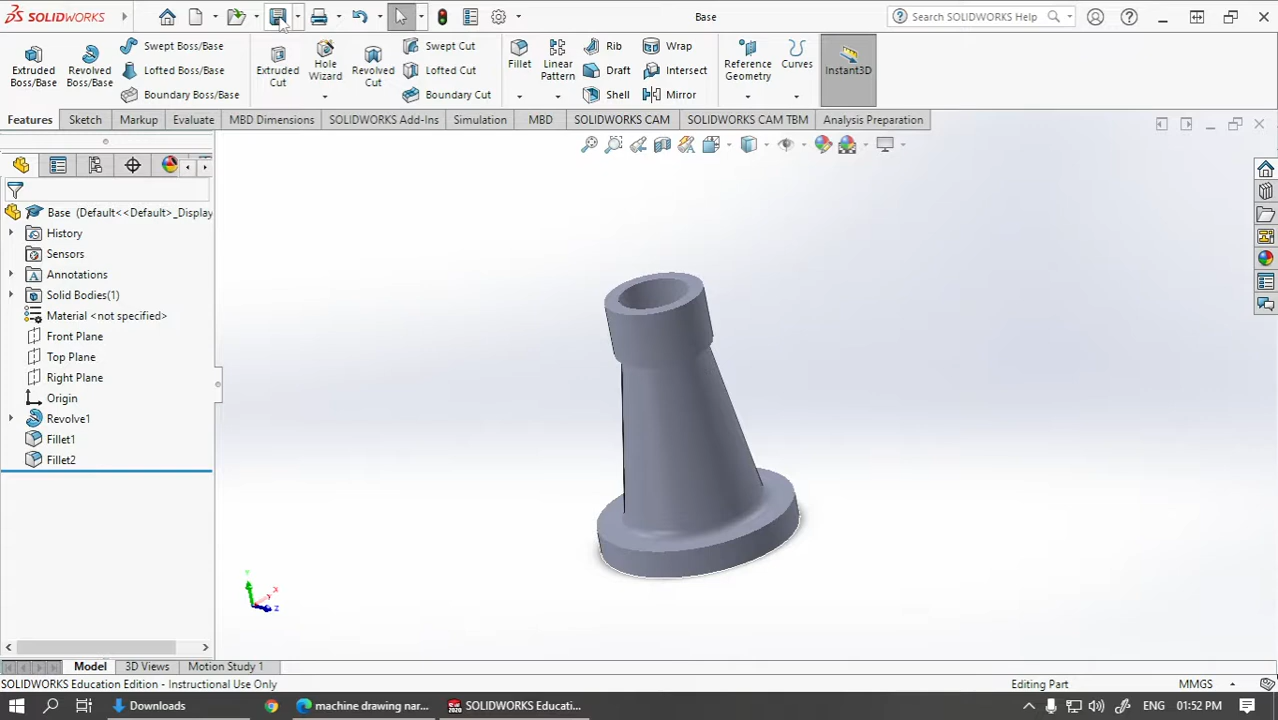 SOLIDWORKS
Base
Search SOLIDWORKS Help
Extruded Boss/Base
Revolved Boss/Base
Swept Boss/Base
Lofted Boss/Base
Boundary Boss/Base
Extruded Cut
Hole Wizard
Revolved Cut
Swept Cut
Lofted Cut
Boundary Cut
Fillet
Linear Pattern
Rib
Draft
Shell
Wrap
Intersect
Mirror
Reference Geometry
Curves
Instant3D
Features Sketch Markup Evaluate MBD Dimensions SOLIDWORKS Add-Ins Simulation MBD SOLIDWORKS CAM SOLIDWORKS CAM TBM Analysis Preparation
Base (Default<<Default>_Display
History
Sensors
Annotations
Solid Bodies(1)
Material <not specified>
Front Plane
Top Plane
Right Plane
Origin
Revolve1
Fillet1
Fillet2
Y
X
Z
Model 3D Views Motion Study 1
SOLIDWORKS Education Edition - Instructional Use Only
Editing Part
MMGS
Downloads
machine drawing nar...
SOLIDWORKS Educati...
ENG
01:52 PM